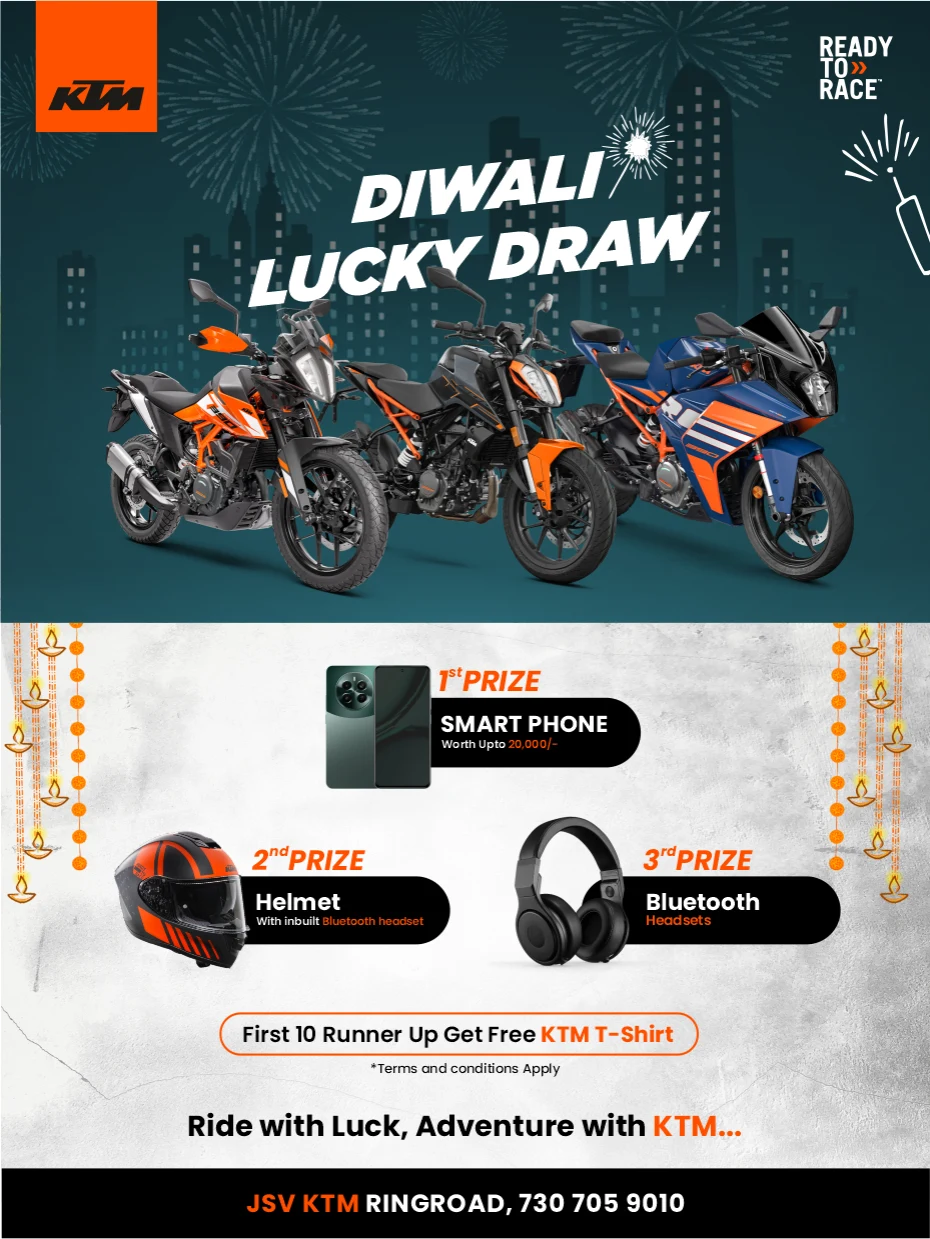 KTM
READY
TO»
RACE™
DIWALI
LUCKY DRAW
1st PRIZE
SMART PHONE
Worth Upto 20,000/-
2nd PRIZE
Helmet
With inbuilt Bluetooth headset
3rd PRIZE
Bluetooth
Headsets
First 10 Runner Up Get Free KTM T-Shirt
*Terms and conditions Apply
Ride with Luck, Adventure with KTM...
JSV KTM RINGROAD, 730 705 9010